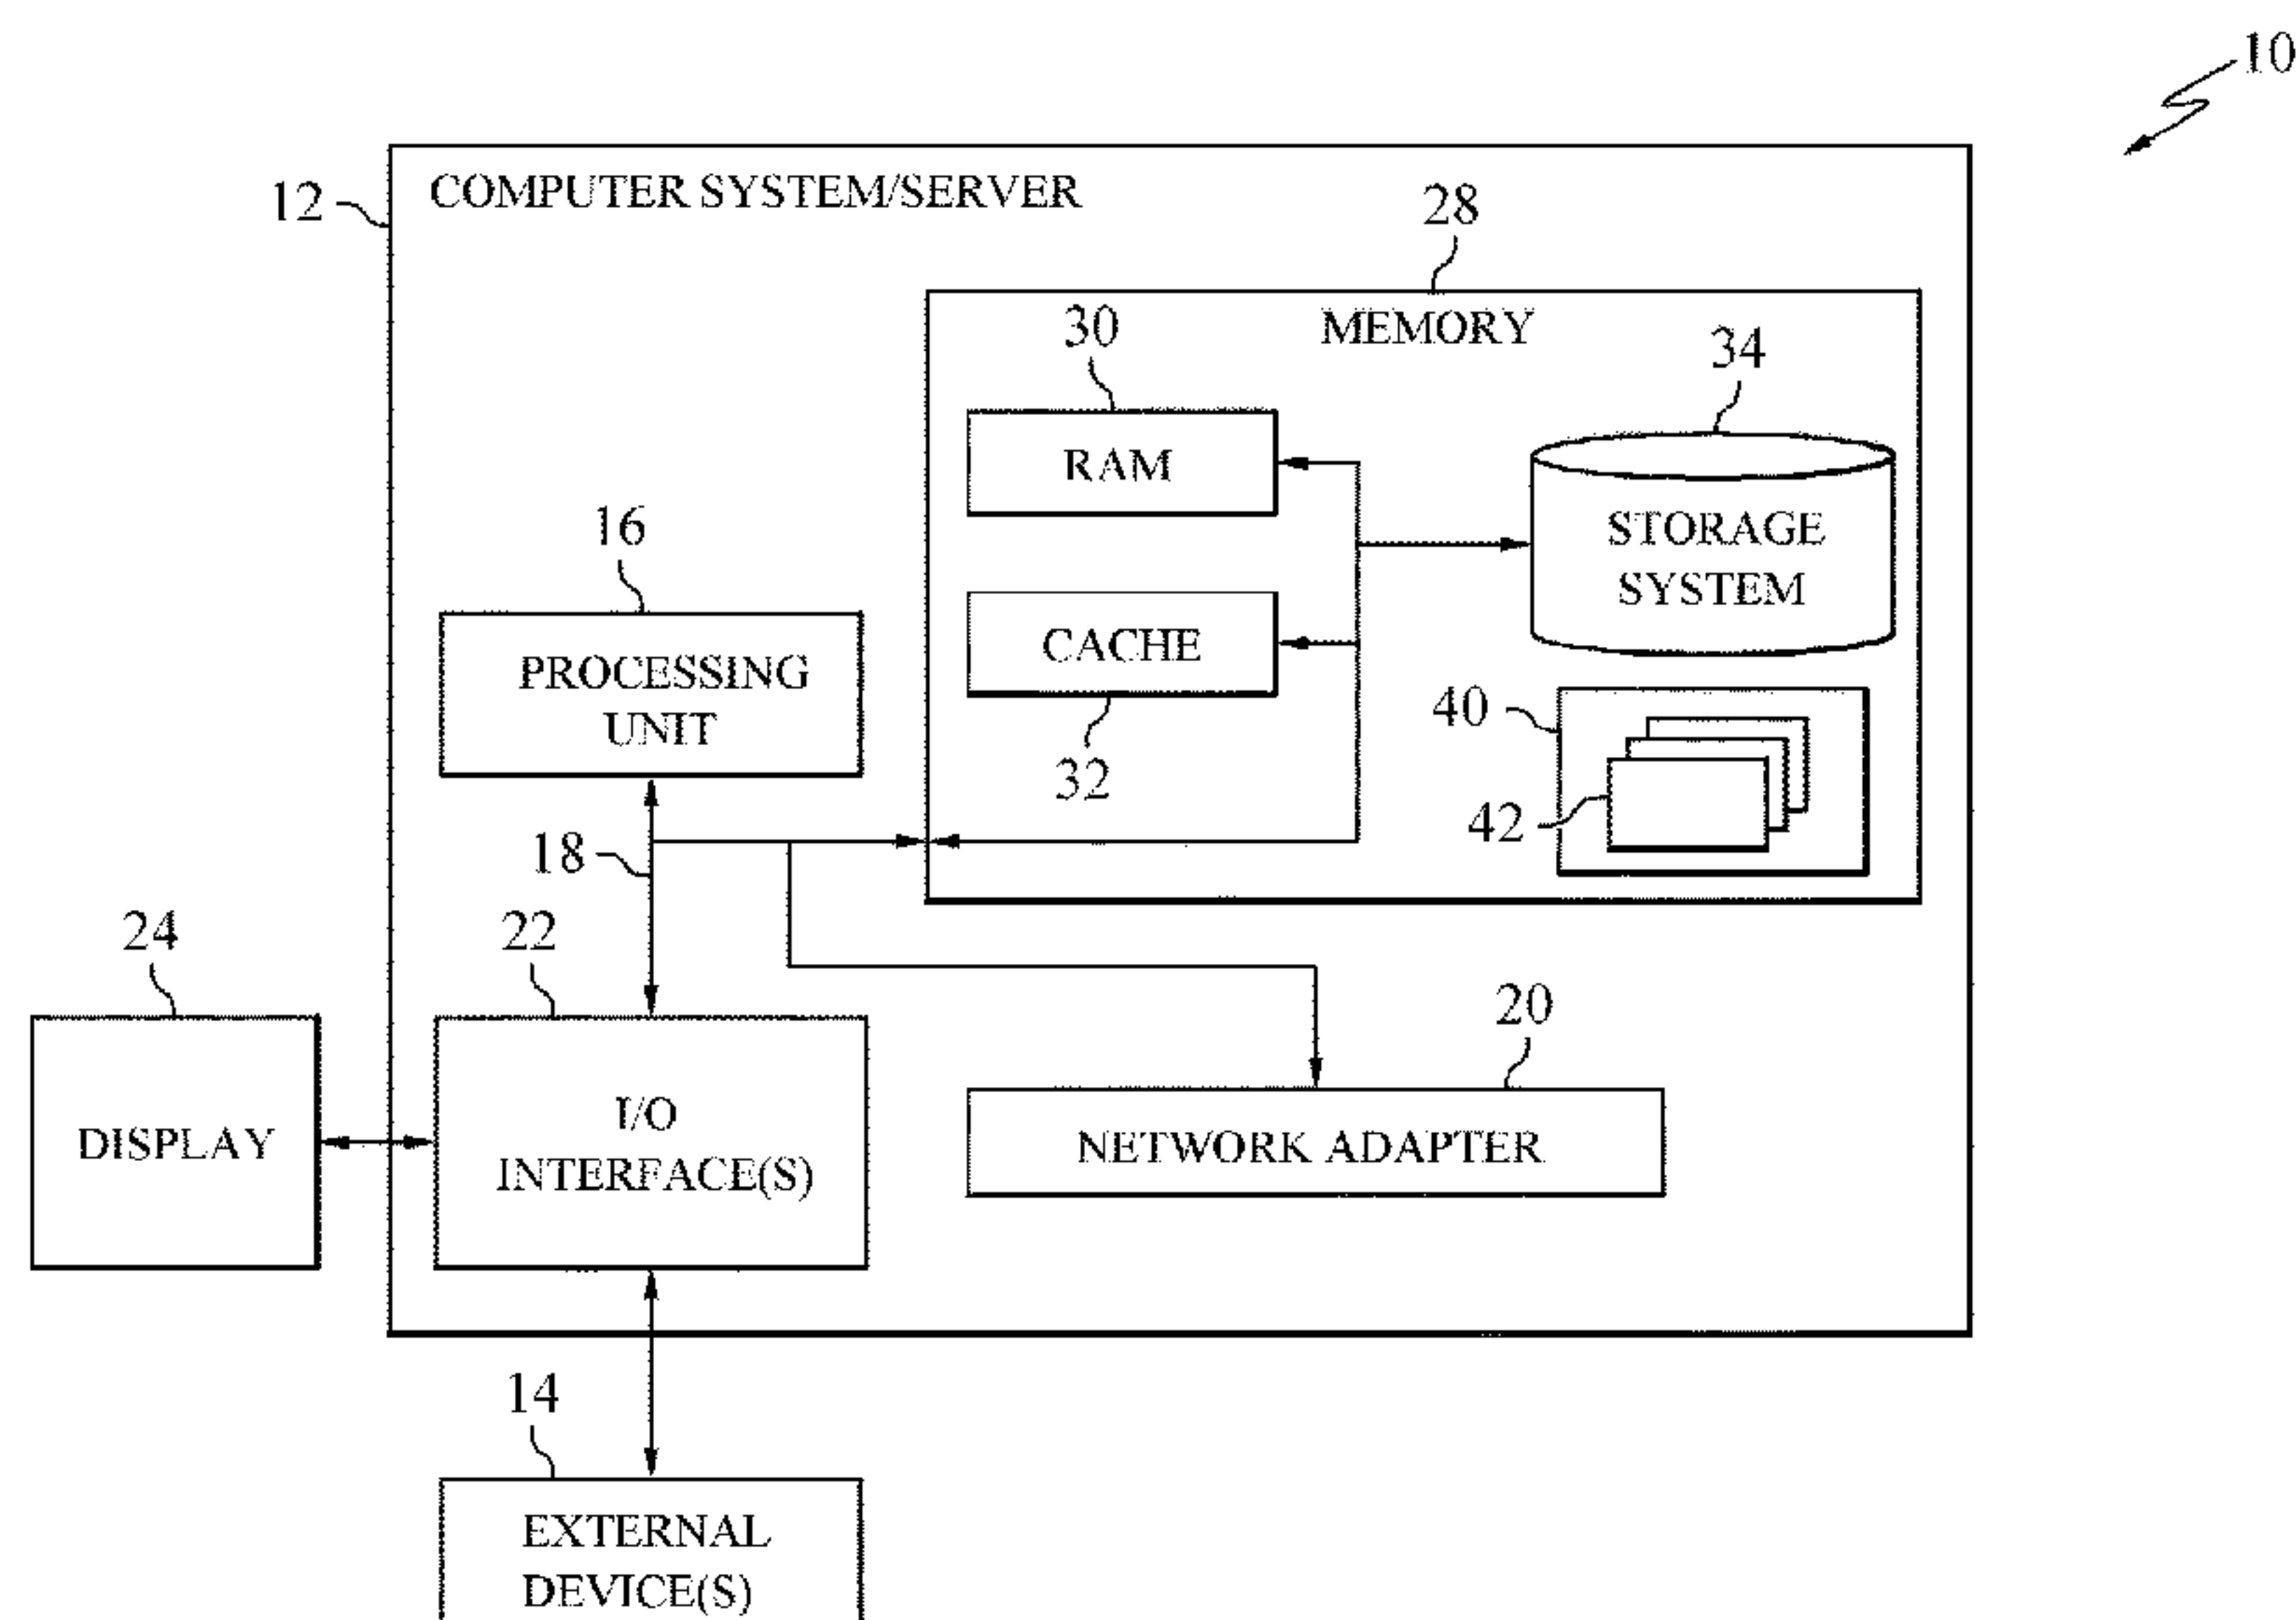 10
12
COMPUTER SYSTEM/SERVER
28
MEMORY
30
RAM
34
STORAGE
SYSTEM
16
PROCESSING
UNIT
CACHE
32
40
42
18
24
DISPLAY
22
I/O
INTERFACE(S)
20
NETWORK ADAPTER
14
EXTERNAL
DEVICE(S)